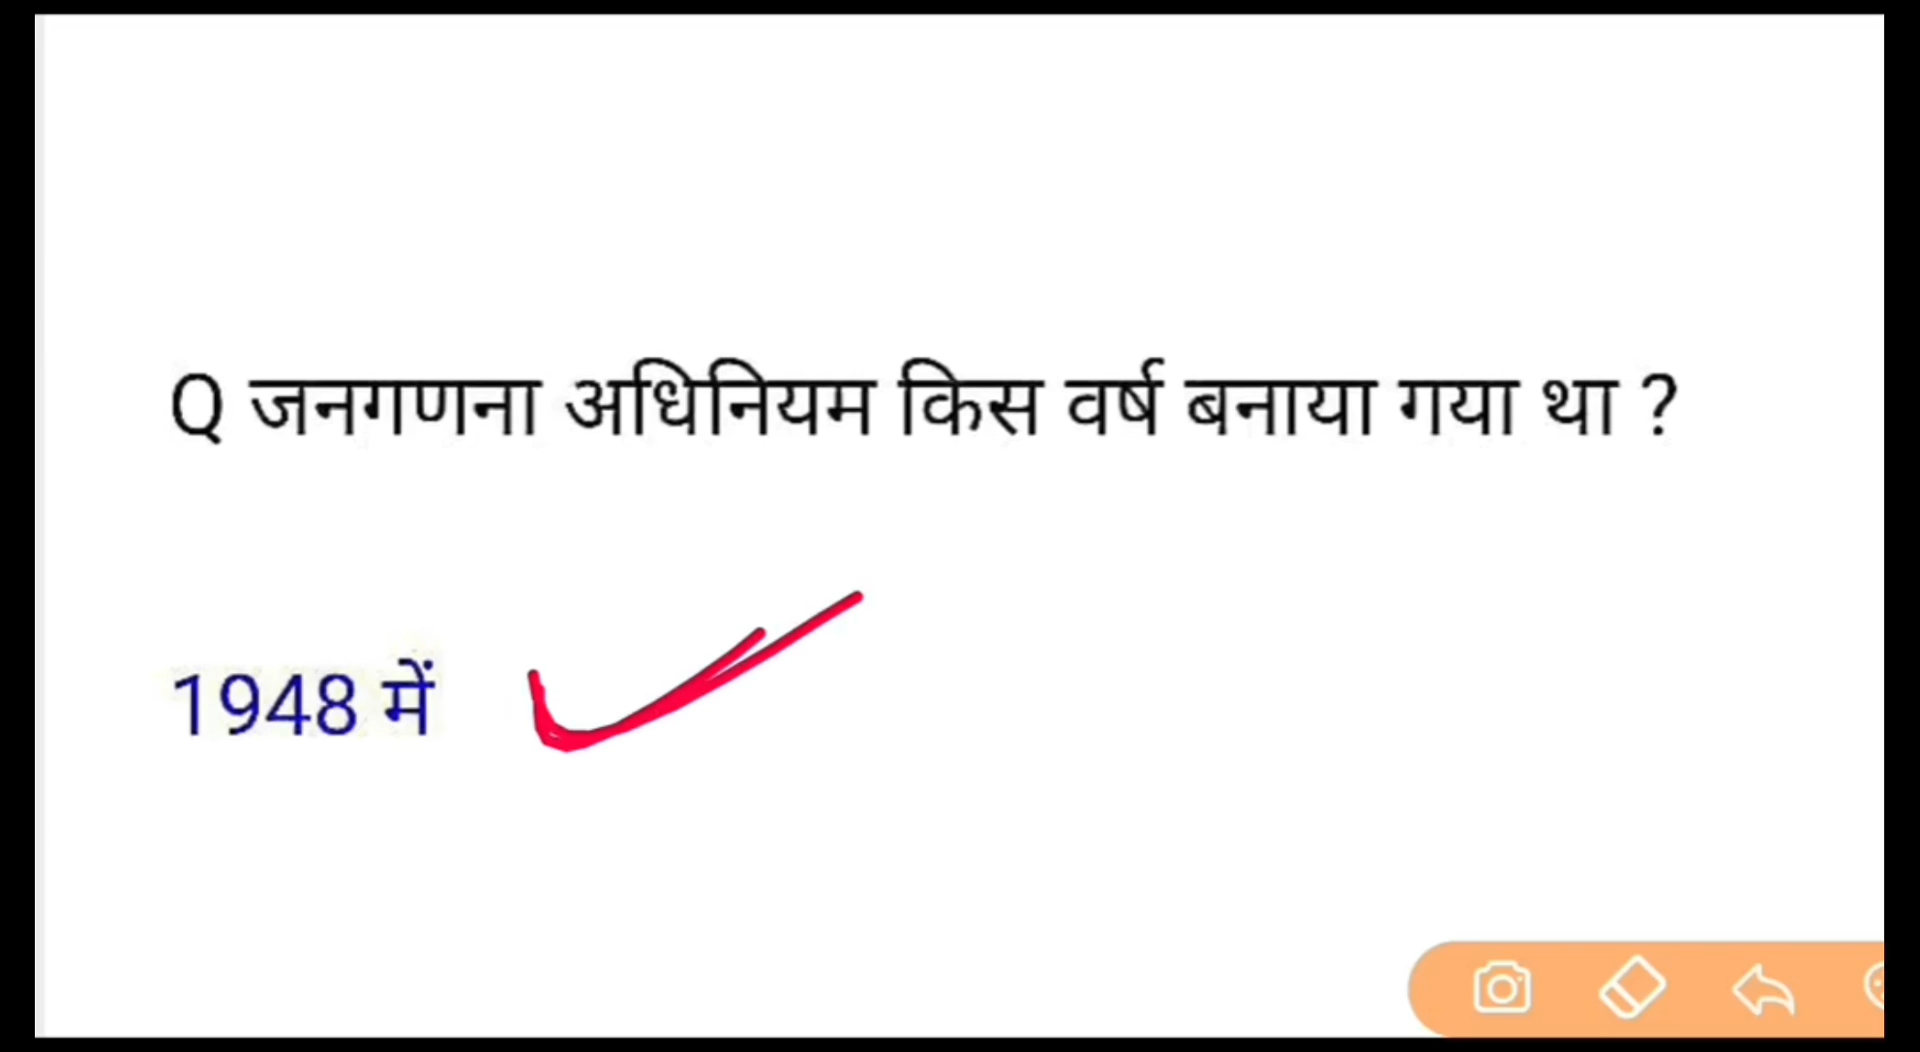 Q जनगणना अधिनियम किस वर्ष बनाया गया था ?
1948 में